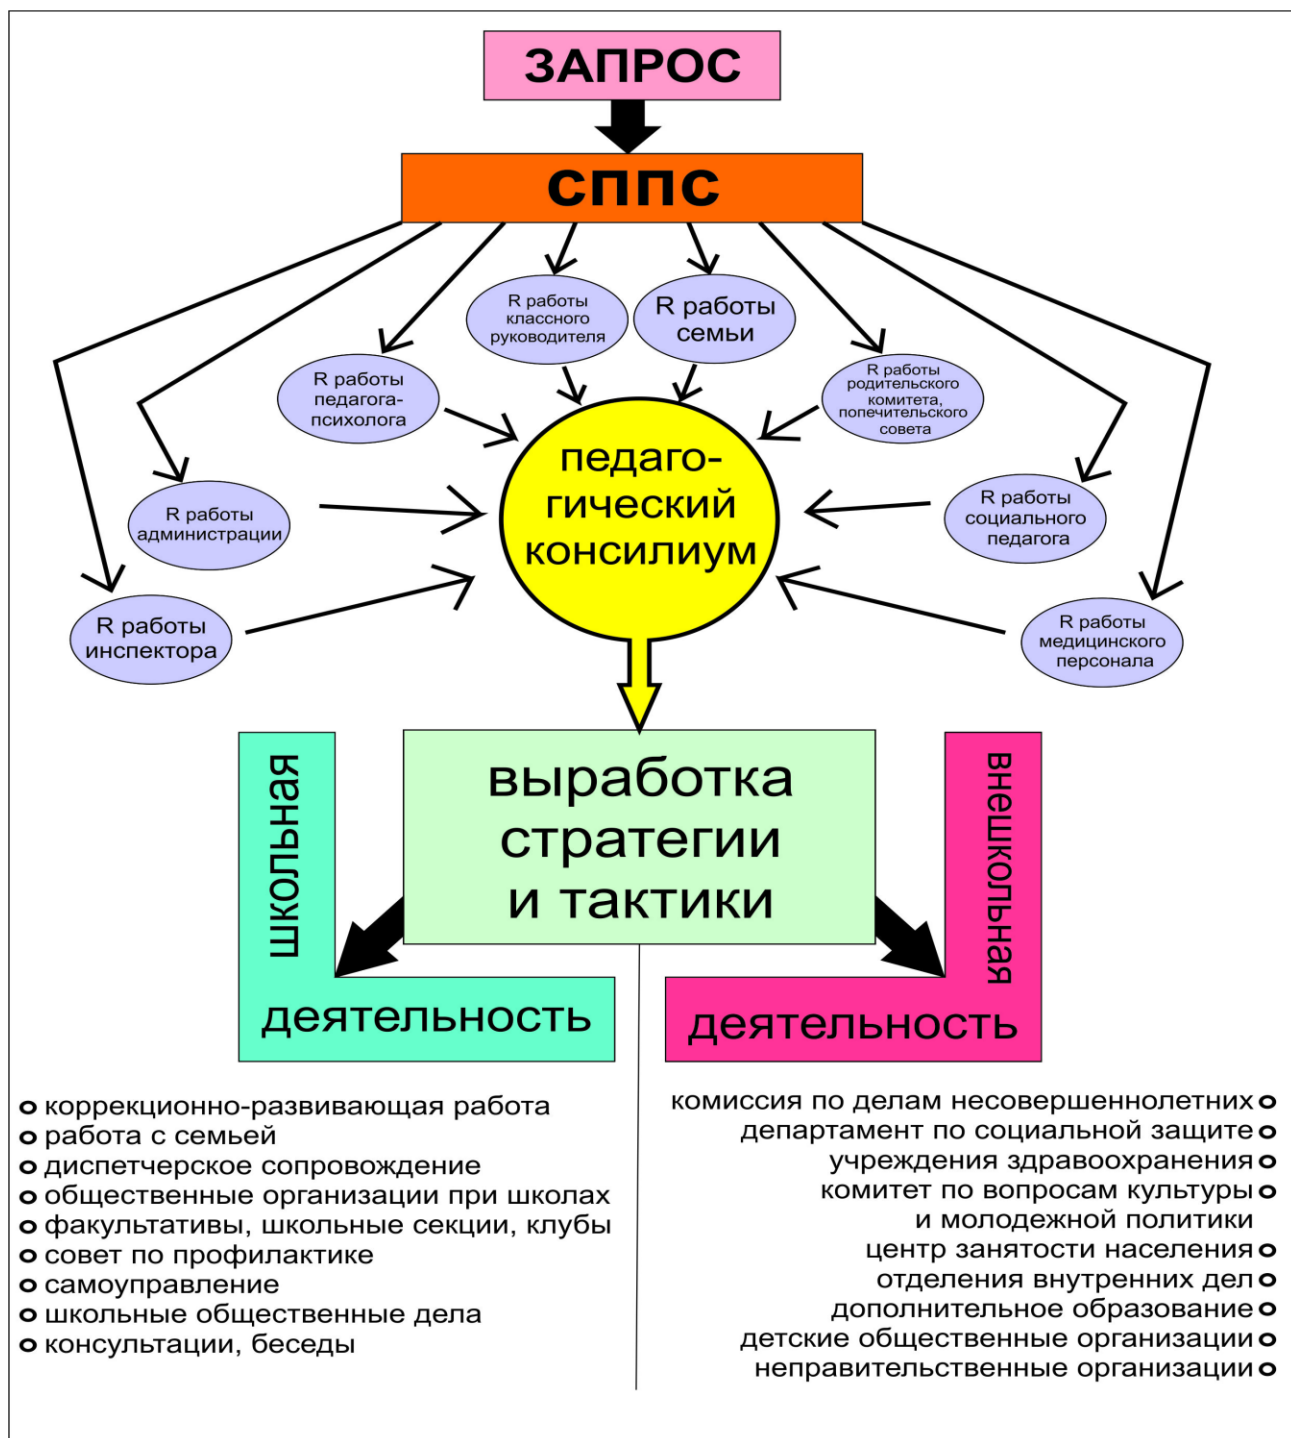 ЗАПРОС
СППС
R работы
классного
руководителя
R работы
семьи
R работы
педагога-
психолога
R работы
родительского
комитета,
попечительского
совета
R работы
администрации
R работы
социального
педагога
R работы
инспектора
R работы
медицинского
персонала
педаго-
гический
консилиум
выработка
стратегии
и тактики
школьная
деятельность
внешкольная
деятельность
коррекционно-развивающая работа
работа с семьей
диспетчерское сопровождение
общественные организации при школах
факультативы, школьные секции, клубы
совет по профилактике
самоуправление
школьные общественные дела
консультации, беседы
комиссия по делам несовершеннолетних
департамент по социальной защите
учреждения здравоохранения
комитет по вопросам культуры
и молодежной политики
центр занятости населения
отделения внутренних дел
дополнительное образование
детские общественные организации
неправительственные организации